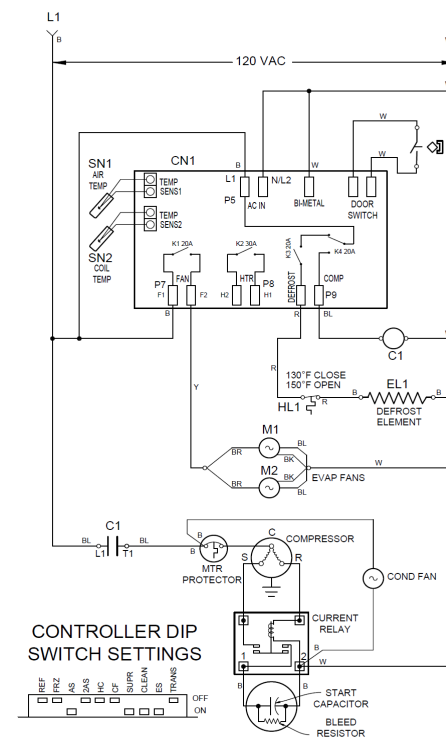 L1
B
120 VAC
W
SN1
AIR
TEMP
CN1
B
W
W
W
L1
N/L2
P5
AC IN
BI-METAL
DOOR
SWITCH
TEMP
SENS1
TEMP
SENS2
SN2
COIL
TEMP
K1 20A
K2 30A
K3 20A
K4 20A
P7
FAN
HTR
P8
DEFROST
COMP
P9
F1
F2
H2
H1
B
R
BL
C1
R
130°F CLOSE
150°F OPEN
EL1
B
B
HL1
R
DEFROST
ELEMENT
Y
M1
BR
BL
BK
M2
BK
BR
BL
W
EVAP FANS
C1
BL
BL
L1
T1
B
B
MTR
PROTECTOR
C
COMPRESSOR
S
R
COND FAN
CURRENT
RELAY
1
2
B
W
B
B
START
CAPACITOR
BLEED
RESISTOR
CONTROLLER DIP
SWITCH SETTINGS
REF
FRZ
AS
2AS
HC
CF
SUPR
CLEAN
ES
TRANS
OFF
ON